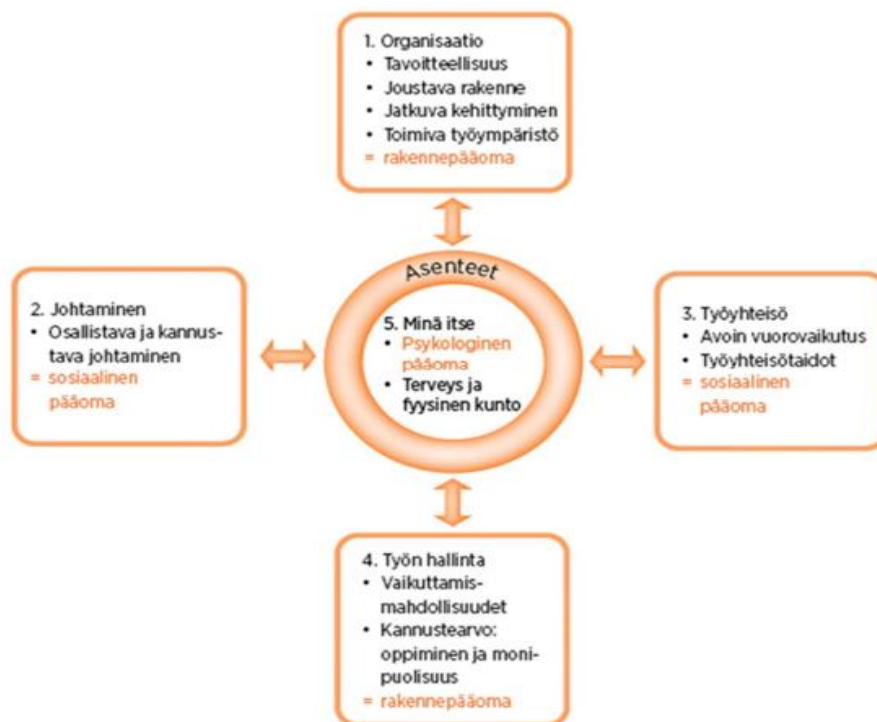 1. Organisaatio
• Tavoitteellisuus
• Joustava rakenne
• Jatkuva kehittyminen
• Toimiva työympäristö
= rakennepääoma
2. Johtaminen
• Osallistava ja kannus-
tava johtaminen
= sosiaalinen
pääoma
Asenteet
5. Minä itse
• Psykologinen
pääoma
• Terveys ja
fyysinen kunto
3. Työyhteisö
• Avoin vuorovaikutus
• Työyhteisötaidot
= sosiaalinen
pääoma
4. Työn hallinta
• Vaikuttamis-
mahdollisuudet
• Kannustearvo:
oppiminen ja moni-
puolisuus
= rakennepääoma